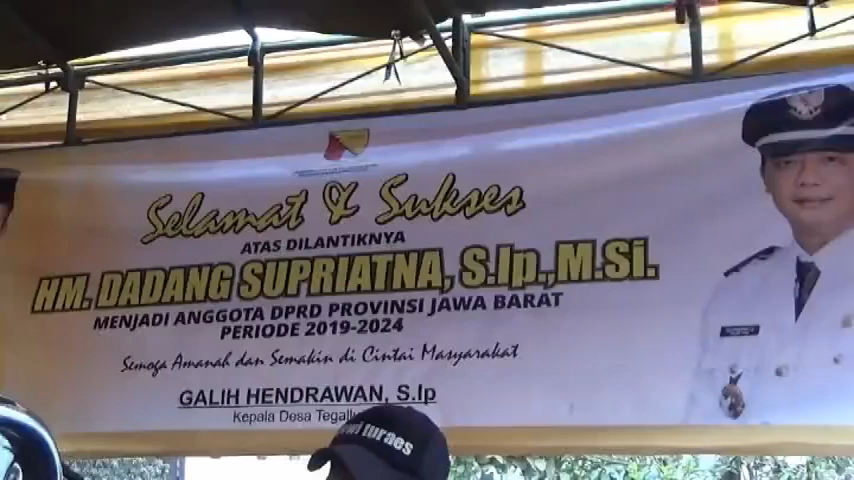 Selamat & Sukses
ATAS DILANTIKNYA
HM. DADANG SUPRIATNA, S.Ip.,M.Si.
MENJADI ANGGOTA DPRD PROVINSI JAWA BARAT
PERIODE 2019-2024
Semoga Amanah dan Semakin di Cintai Masyarakat
GALIH HENDRAWAN, S.Ip
Kepala Desa
turaes